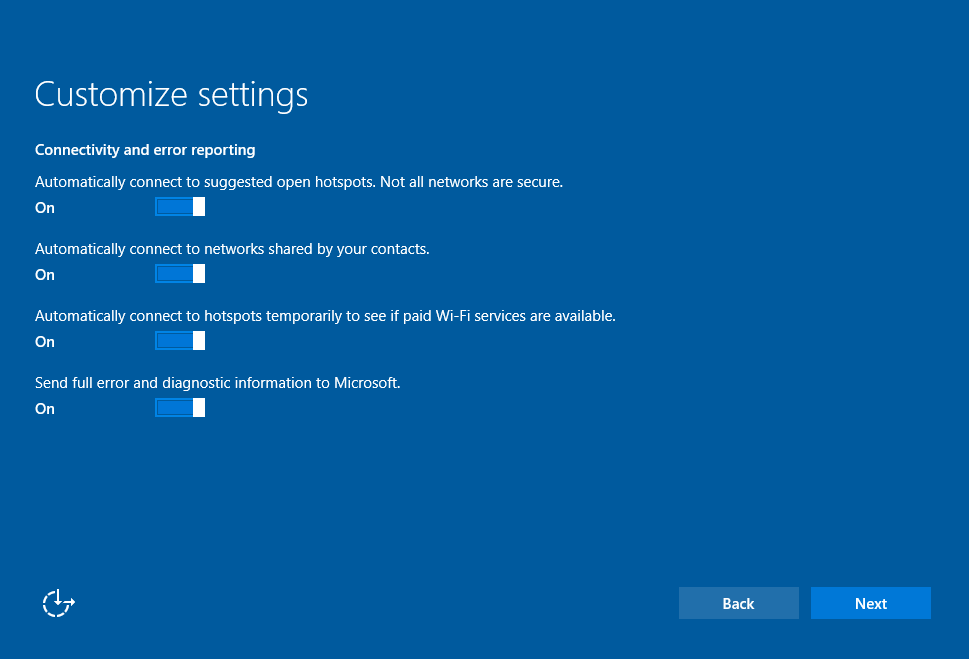 Customize settings
Connectivity and error reporting
Automatically connect to suggested open hotspots. Not all networks are secure.
On
Automatically connect to networks shared by your contacts.
On
Automatically connect to hotspots temporarily to see if paid Wi-Fi services are available.
On
Send full error and diagnostic information to Microsoft.
On
Back
Next